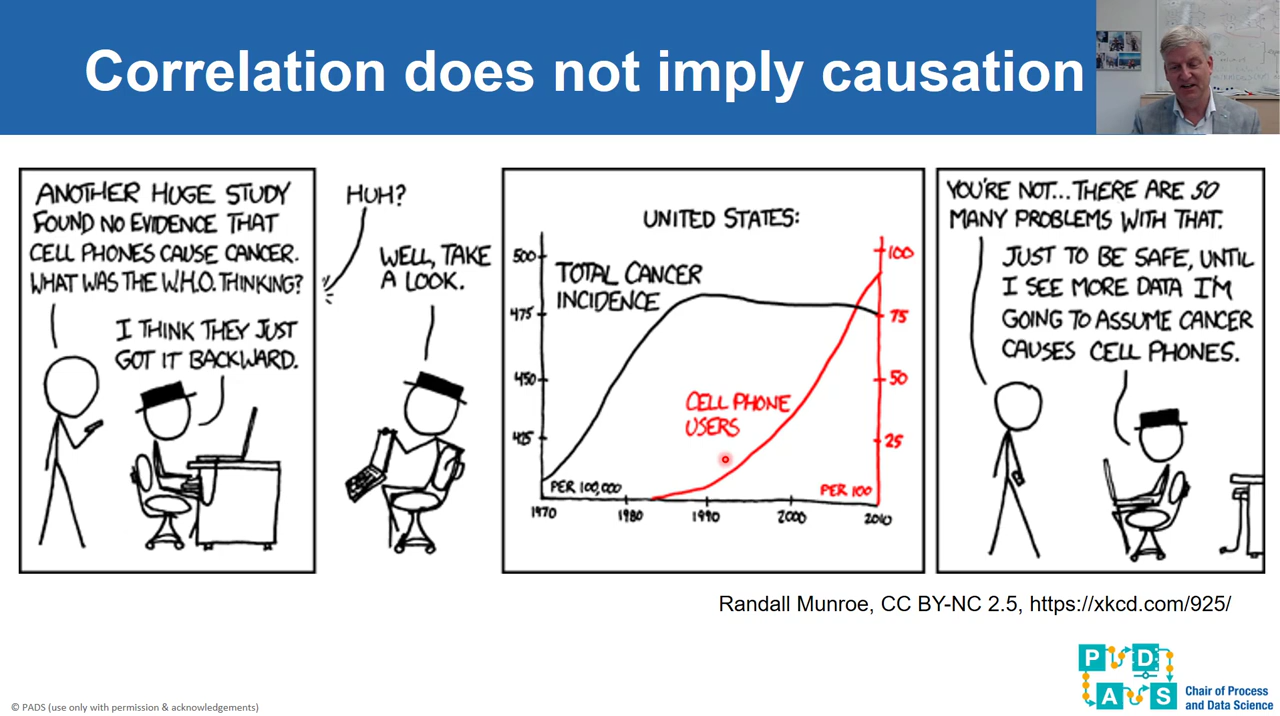 Correlation does not imply causation
ANOTHER HUGE STUDY
FOUND NO EVIDENCE THAT
CELL PHONES CAUSE CANCER.
WHAT WAS THE W.H.O. THINKING?
I THINK THEY JUST
GOT IT BACKWARD.
HUH?
WELL, TAKE
A LOOK.
UNITED STATES:
500
475
450
425
TOTAL CANCER
INCIDENCE
100
75
50
25
CELL PHONE
USERS
PER 100,000
PER 100
1970
1980
1990
2000
2010
YOU'RE NOT... THERE ARE SO
MANY PROBLEMS WITH THAT.
JUST TO BE SAFE, UNTIL
I SEE MORE DATA I'M
GOING TO ASSUME CANCER
CAUSES CELL PHONES.
Randall Munroe, CC BY-NC 2.5, https://xkcd.com/925/
P D
A S
Chair of Process
and Data Science
© PADS (use only with permission & acknowledgements)